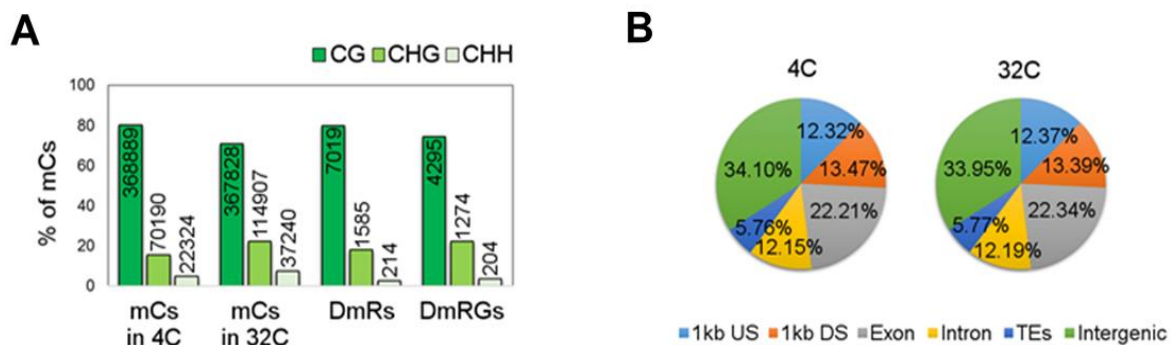 A
CG CHG CHH
100
80
60
40
20
0
% of mCs
368889
70190
22324
367828
114907
37240
7019
1585
214
4295
1274
204
mCs
in 4C
mCs
in 32C
DmRs
DmRGs
B
4C
12.32%
13.47%
22.21%
12.15%
5.76%
34.10%
32C
12.37%
13.39%
22.34%
12.19%
5.77%
33.95%
1kb US 1kb DS Exon Intron TEs Intergenic